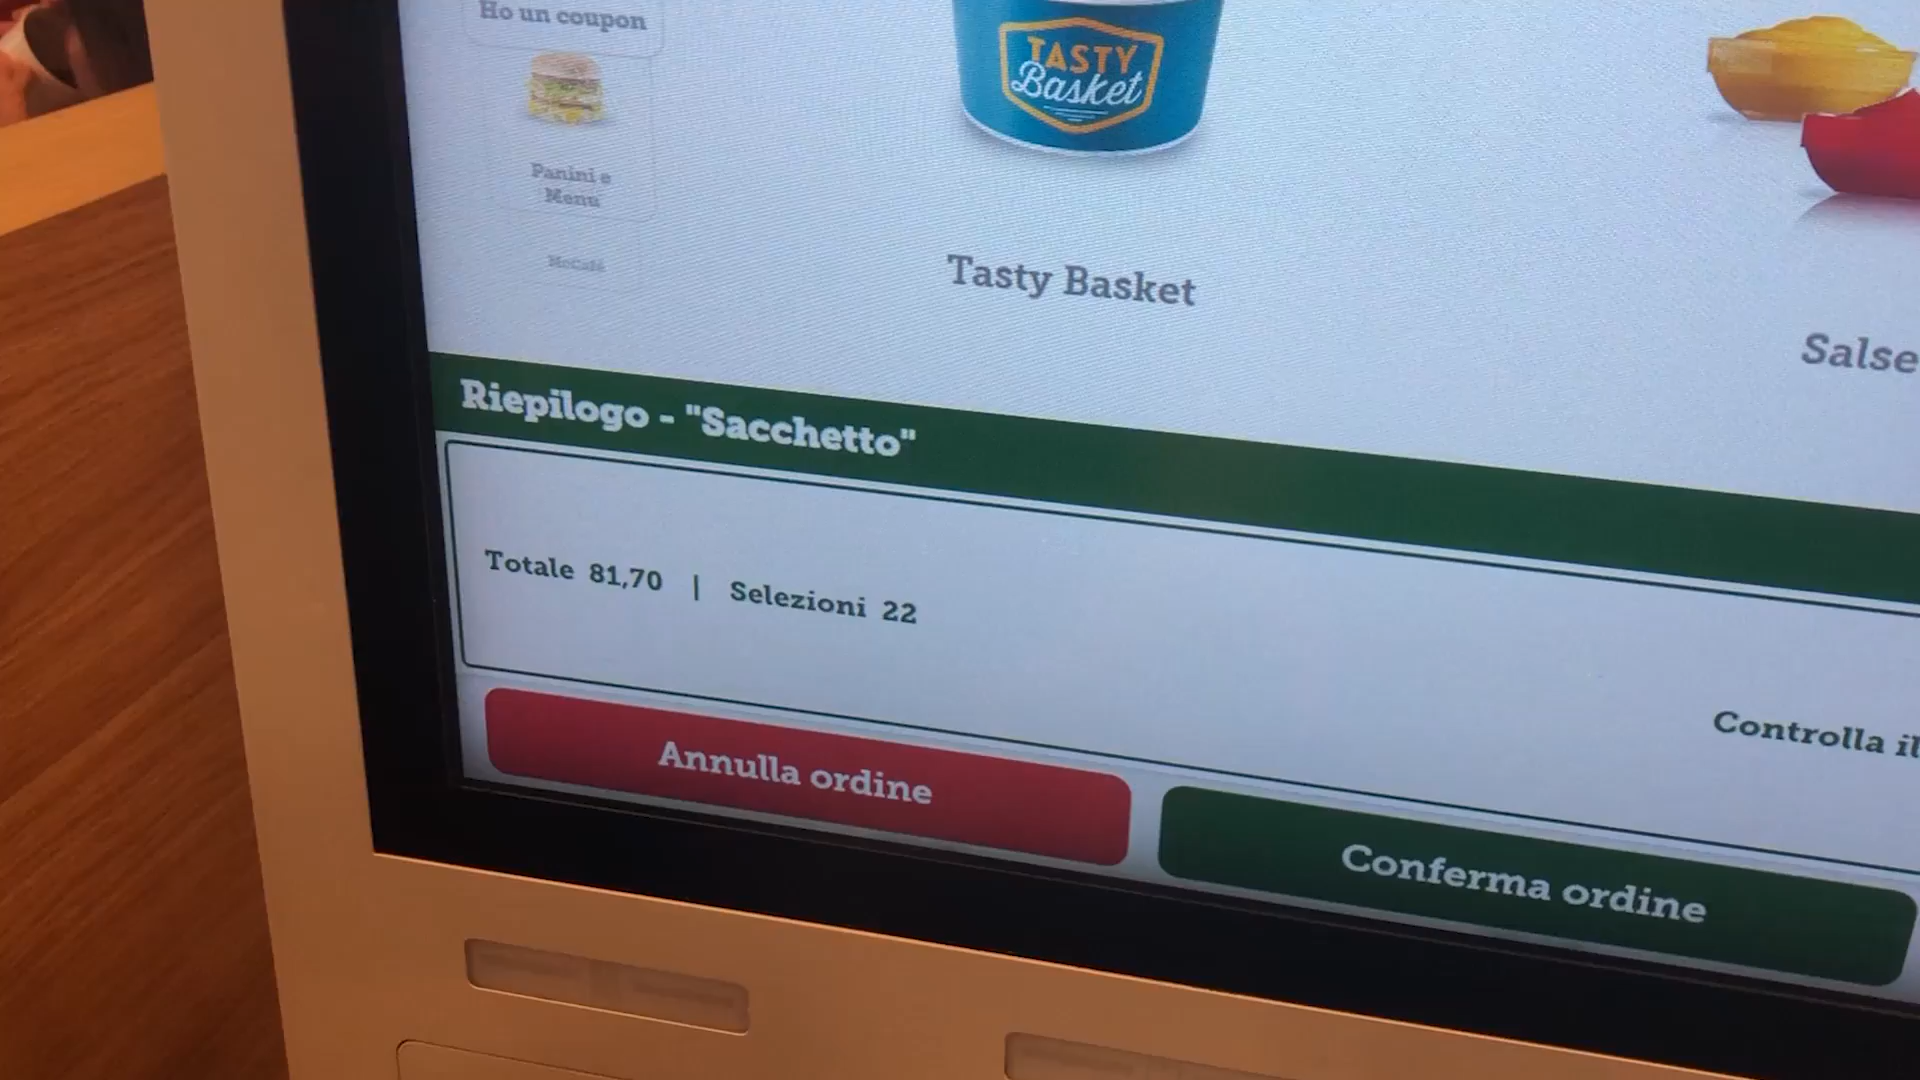 Ho un coupon
TASTY
Basket
Panini e
Menu
McCafé
Tasty Basket
Salse
Riepilogo - "Sacchetto"
Totale 81,70 | Selezioni 22
Controlla il
Annulla ordine
Conferma ordine